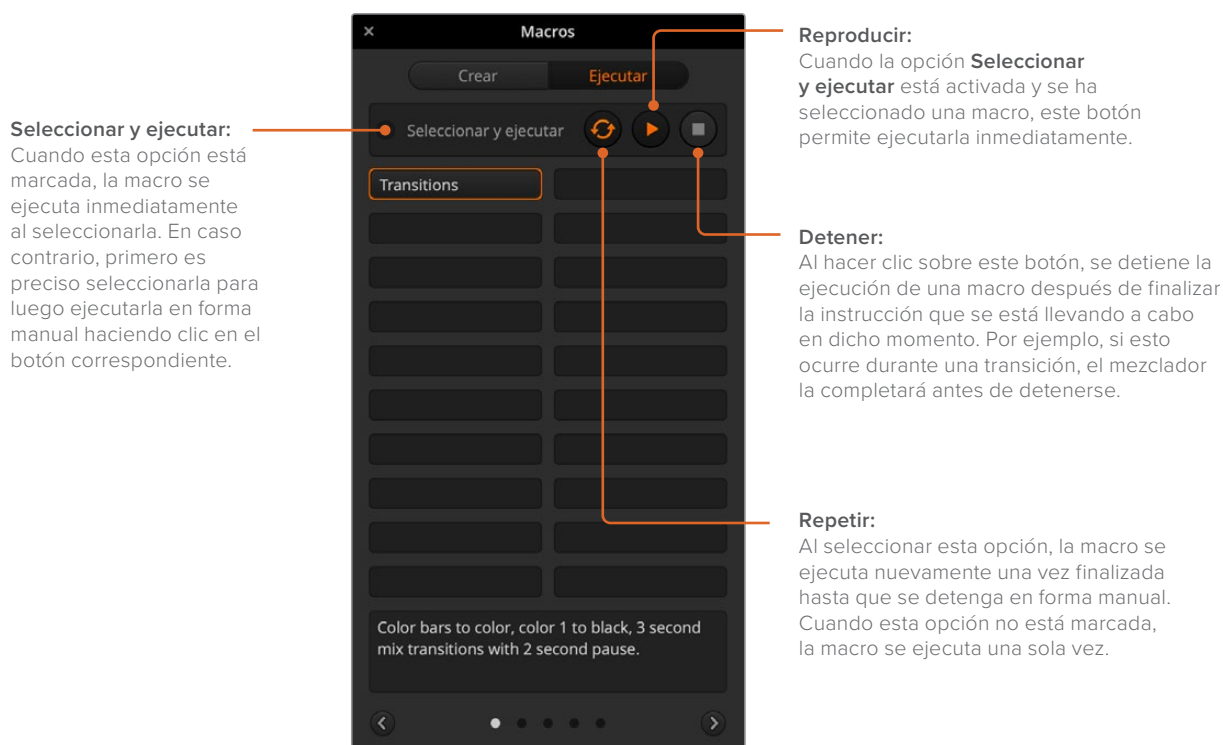 Seleccionar y ejecutar:
Cuando esta opción está
marcada, la macro se
ejecuta inmediatamente
al seleccionarla. En caso
contrario, primero es
preciso seleccionarla para
luego ejecutarla en forma
manual haciendo clic en el
botón correspondiente.
× Macros
Crear Ejecutar
Seleccionar y ejecutar
Transitions
Color bars to color, color 1 to black, 3 second
mix transitions with 2 second pause.
Reproducir:
Cuando la opción Seleccionar
y ejecutar está activada y se ha
seleccionado una macro, este botón
permite ejecutarla inmediatamente.
Detener:
Al hacer clic sobre este botón, se detiene la
ejecución de una macro después de finalizar
la instrucción que se está llevando a cabo
en dicho momento. Por ejemplo, si esto
ocurre durante una transición, el mezclador
la completará antes de detenerse.
Repetir:
Al seleccionar esta opción, la macro se
ejecuta nuevamente una vez finalizada
hasta que se detenga en forma manual.
Cuando esta opción no está marcada,
la macro se ejecuta una sola vez.